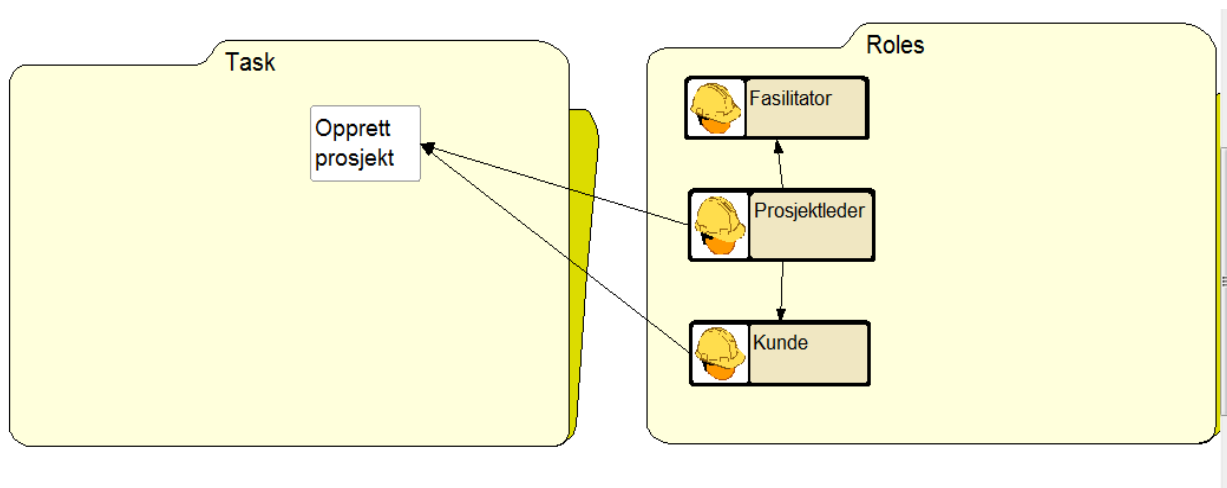 Task
Opprett
prosjekt
Roles
Fasilitator
Prosjektleder
Kunde